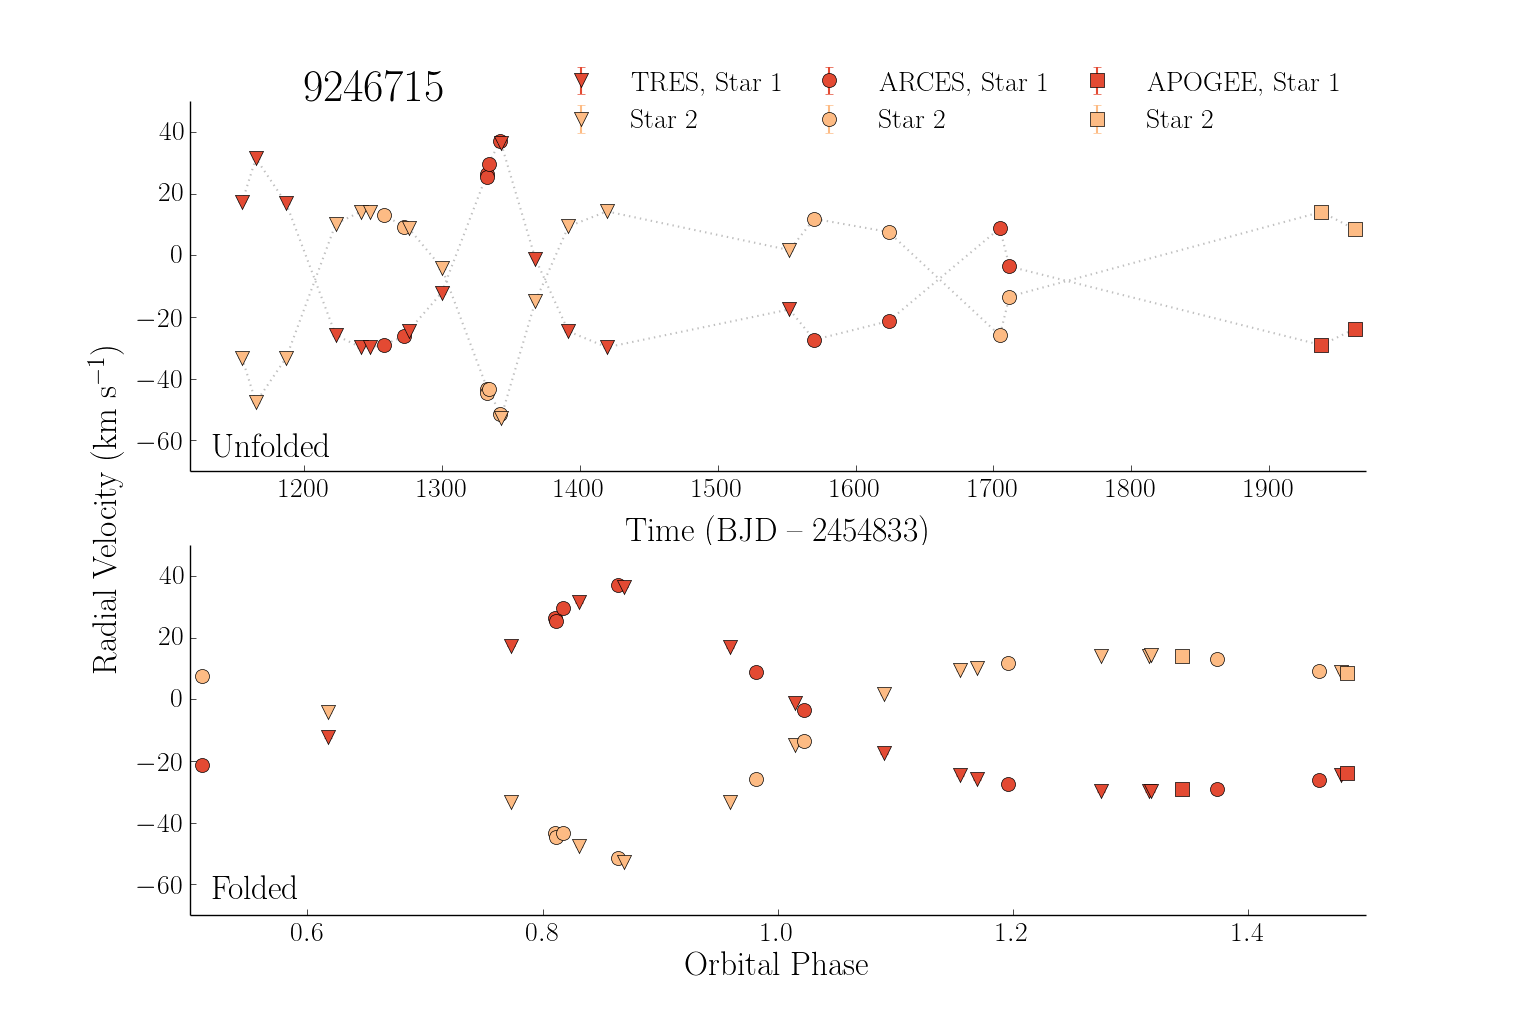 9246715
TRES, Star 1
ARCES, Star 1
APOGEE, Star 1
Star 2
Star 2
Star 2
40
20
0
−20
−40
−60
Unfolded
1200
1300
1400
1500
1600
1700
1800
1900
Time (BJD – 2454833)
Radial Velocity (km s⁻¹)
40
20
0
−20
−40
−60
Folded
0.6
0.8
1.0
1.2
1.4
Orbital Phase